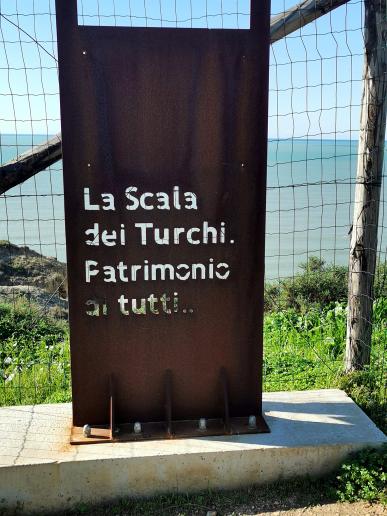 La Scala
dei Turchi.
Patrimonio
di tutti..